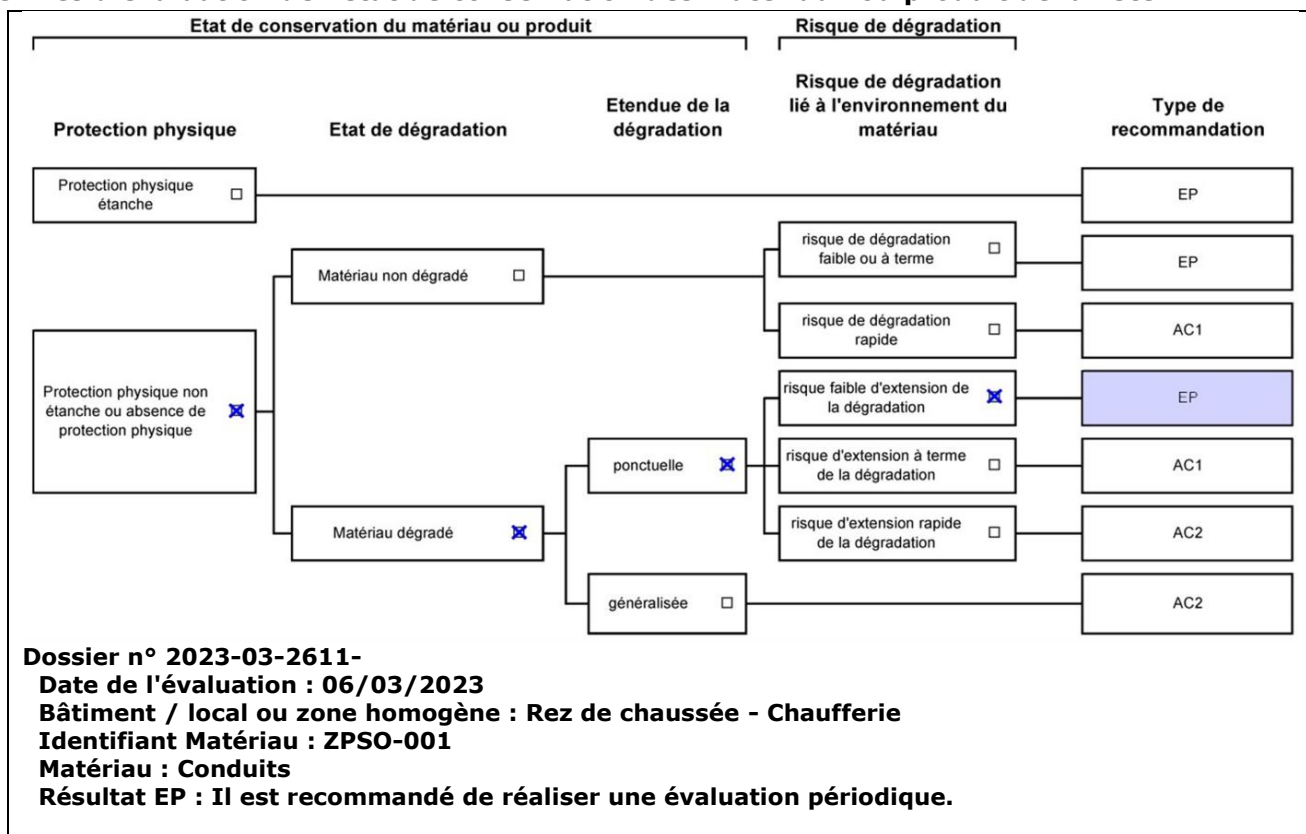 Etat de conservation du matériau ou produit
Risque de dégradation
Protection physique
Etat de dégradation
Etendue de la
dégradation
Risque de dégradation
lié à l'environnement du
matériau
Type de
recommandation
Protection physique
étanche
EP
risque de dégradation
faible ou à terme
EP
Matériau non dégradé
risque de dégradation
rapide
AC1
Protection physique non
étanche ou absence de
protection physique
risque faible d'extension de
la dégradation
EP
ponctuelle
risque d'extension à terme
de la dégradation
AC1
Matériau dégradé
risque d'extension rapide
de la dégradation
AC2
généralisée
AC2
Dossier n° 2023-03-2611-
Date de l'évaluation : 06/03/2023
Bâtiment / local ou zone homogène : Rez de chaussée - Chaufferie
Identifiant Matériau : ZPSO-001
Matériau : Conduits
Résultat EP : Il est recommandé de réaliser une évaluation périodique.